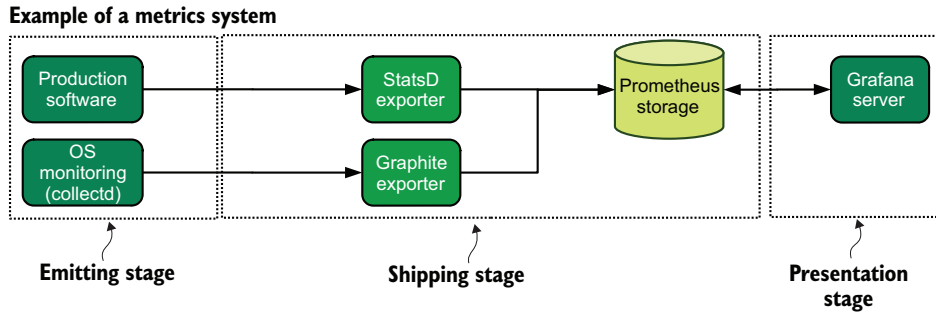 Example of a metrics system
Production
software
StatsD
exporter
Prometheus
storage
Grafana
server
OS
monitoring
(collectd)
Graphite
exporter
Emitting stage
Shipping stage
Presentation
stage